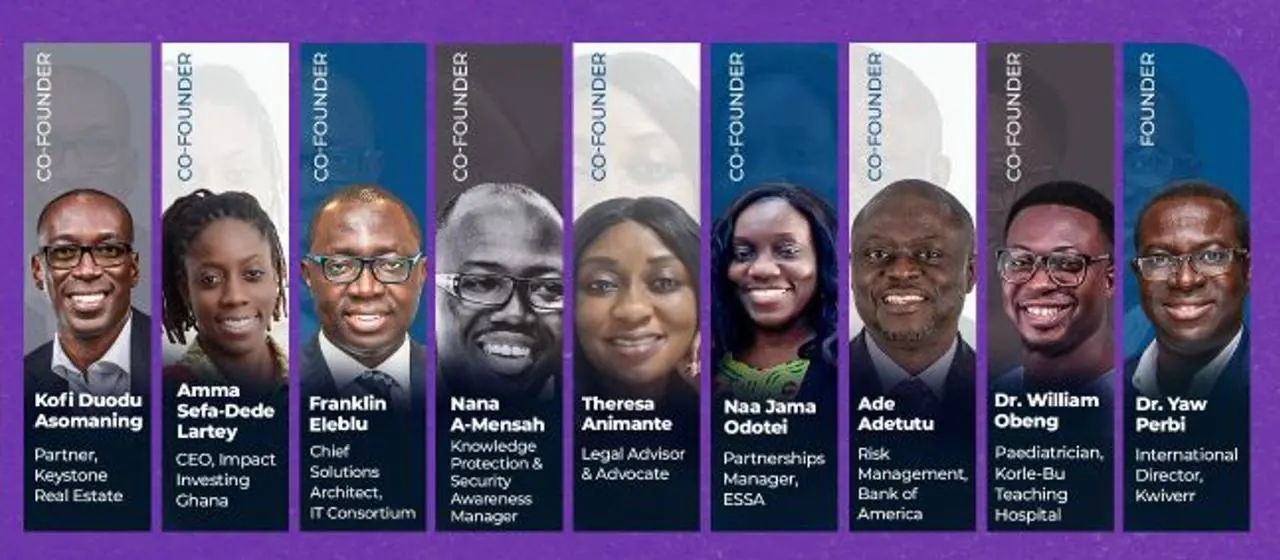 CO-FOUNDER
Kofi Duodu
Asomaning
Partner,
Keystone
Real Estate
CO-FOUNDER
Amma
Sefa-Dede
Lartey
CEO, Impact
Investing
Ghana
CO-FOUNDER
Franklin
Eleblu
Chief
Solutions
Architect,
IT Consortium
CO-FOUNDER
Nana
A-Mensah
Knowledge
Protection &
Security
Awareness
Manager
CO-FOUNDER
Theresa
Animante
Legal Advisor
& Advocate
CO-FOUNDER
Naa Jama
Odotei
Partnerships
Manager,
ESSA
CO-FOUNDER
Ade
Adetutu
Risk
Management,
Bank of
America
CO-FOUNDER
Dr. William
Obeng
Paediatrician,
Korle-Bu
Teaching
Hospital
FOUNDER
Dr. Yaw
Perbi
International
Director,
Kwiverr